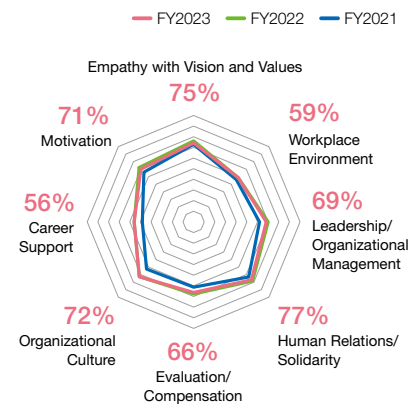 FY2023 FY2022 FY2021
Empathy with Vision and Values
75%
59%
Workplace
Environment
69%
Leadership/
Organizational
Management
77%
Human Relations/
Solidarity
66%
Evaluation/
Compensation
72%
Organizational
Culture
56%
Career
Support
71%
Motivation